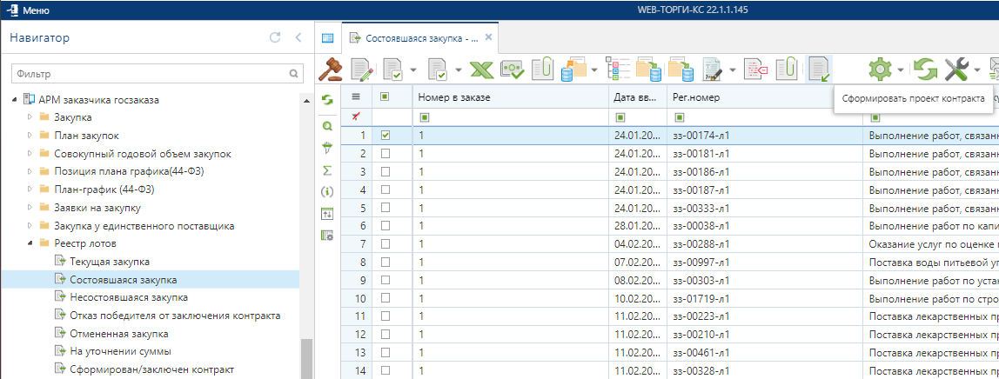 Меню
WEB-ТОРГИ-КС 22.1.1.145
Навигатор
Состоявшаяся закупка - ...
Фильтр
АРМ заказчика госзаказа
Закупка
План закупок
Совокупный годовой объем закупок
Позиция плана графика(44-ФЗ)
План-график (44-ФЗ)
Заявки на закупку
Закупка у единственного поставщика
Реестр лотов
Текущая закупка
Состоявшаяся закупка
Несостоявшаяся закупка
Отказ победителя от заключения контракта
Отмененная закупка
На уточнении суммы
Сформирован/заключен контракт
Сформировать проект контракта
Номер в заказе Дата вв... Рег.номер
1 1 24.01.20... зз-00174-л1 Выполнение работ, связан
2 1 24.01.20... зз-00181-л1 Выполнение работ, связан
3 1 24.01.20... зз-00186-л1 Выполнение работ, связан
4 1 24.01.20... зз-00187-л1 Выполнение работ, связан
5 1 24.01.20... зз-00333-л1 Выполнение работ, связан
6 1 28.01.20... зз-00038-л1 Выполнение работ по капи
7 1 04.02.20... зз-00288-л1 Оказание услуг по оценке
8 1 07.02.20... зз-00997-л1 Поставка воды питьевой
9 1 08.02.20... зз-00303-л1 Выполнение работ по уста
10 1 10.02.20... зз-01719-л1 Выполнение работ по стро
11 1 11.02.20... зз-00223-л1 Поставка лекарственных
12 1 11.02.20... зз-00210-л1 Поставка лекарственных
13 1 11.02.20... зз-00461-л1 Поставка лекарственных
14 1 11.02.20... зз-00328-л1 Поставка лекарственных